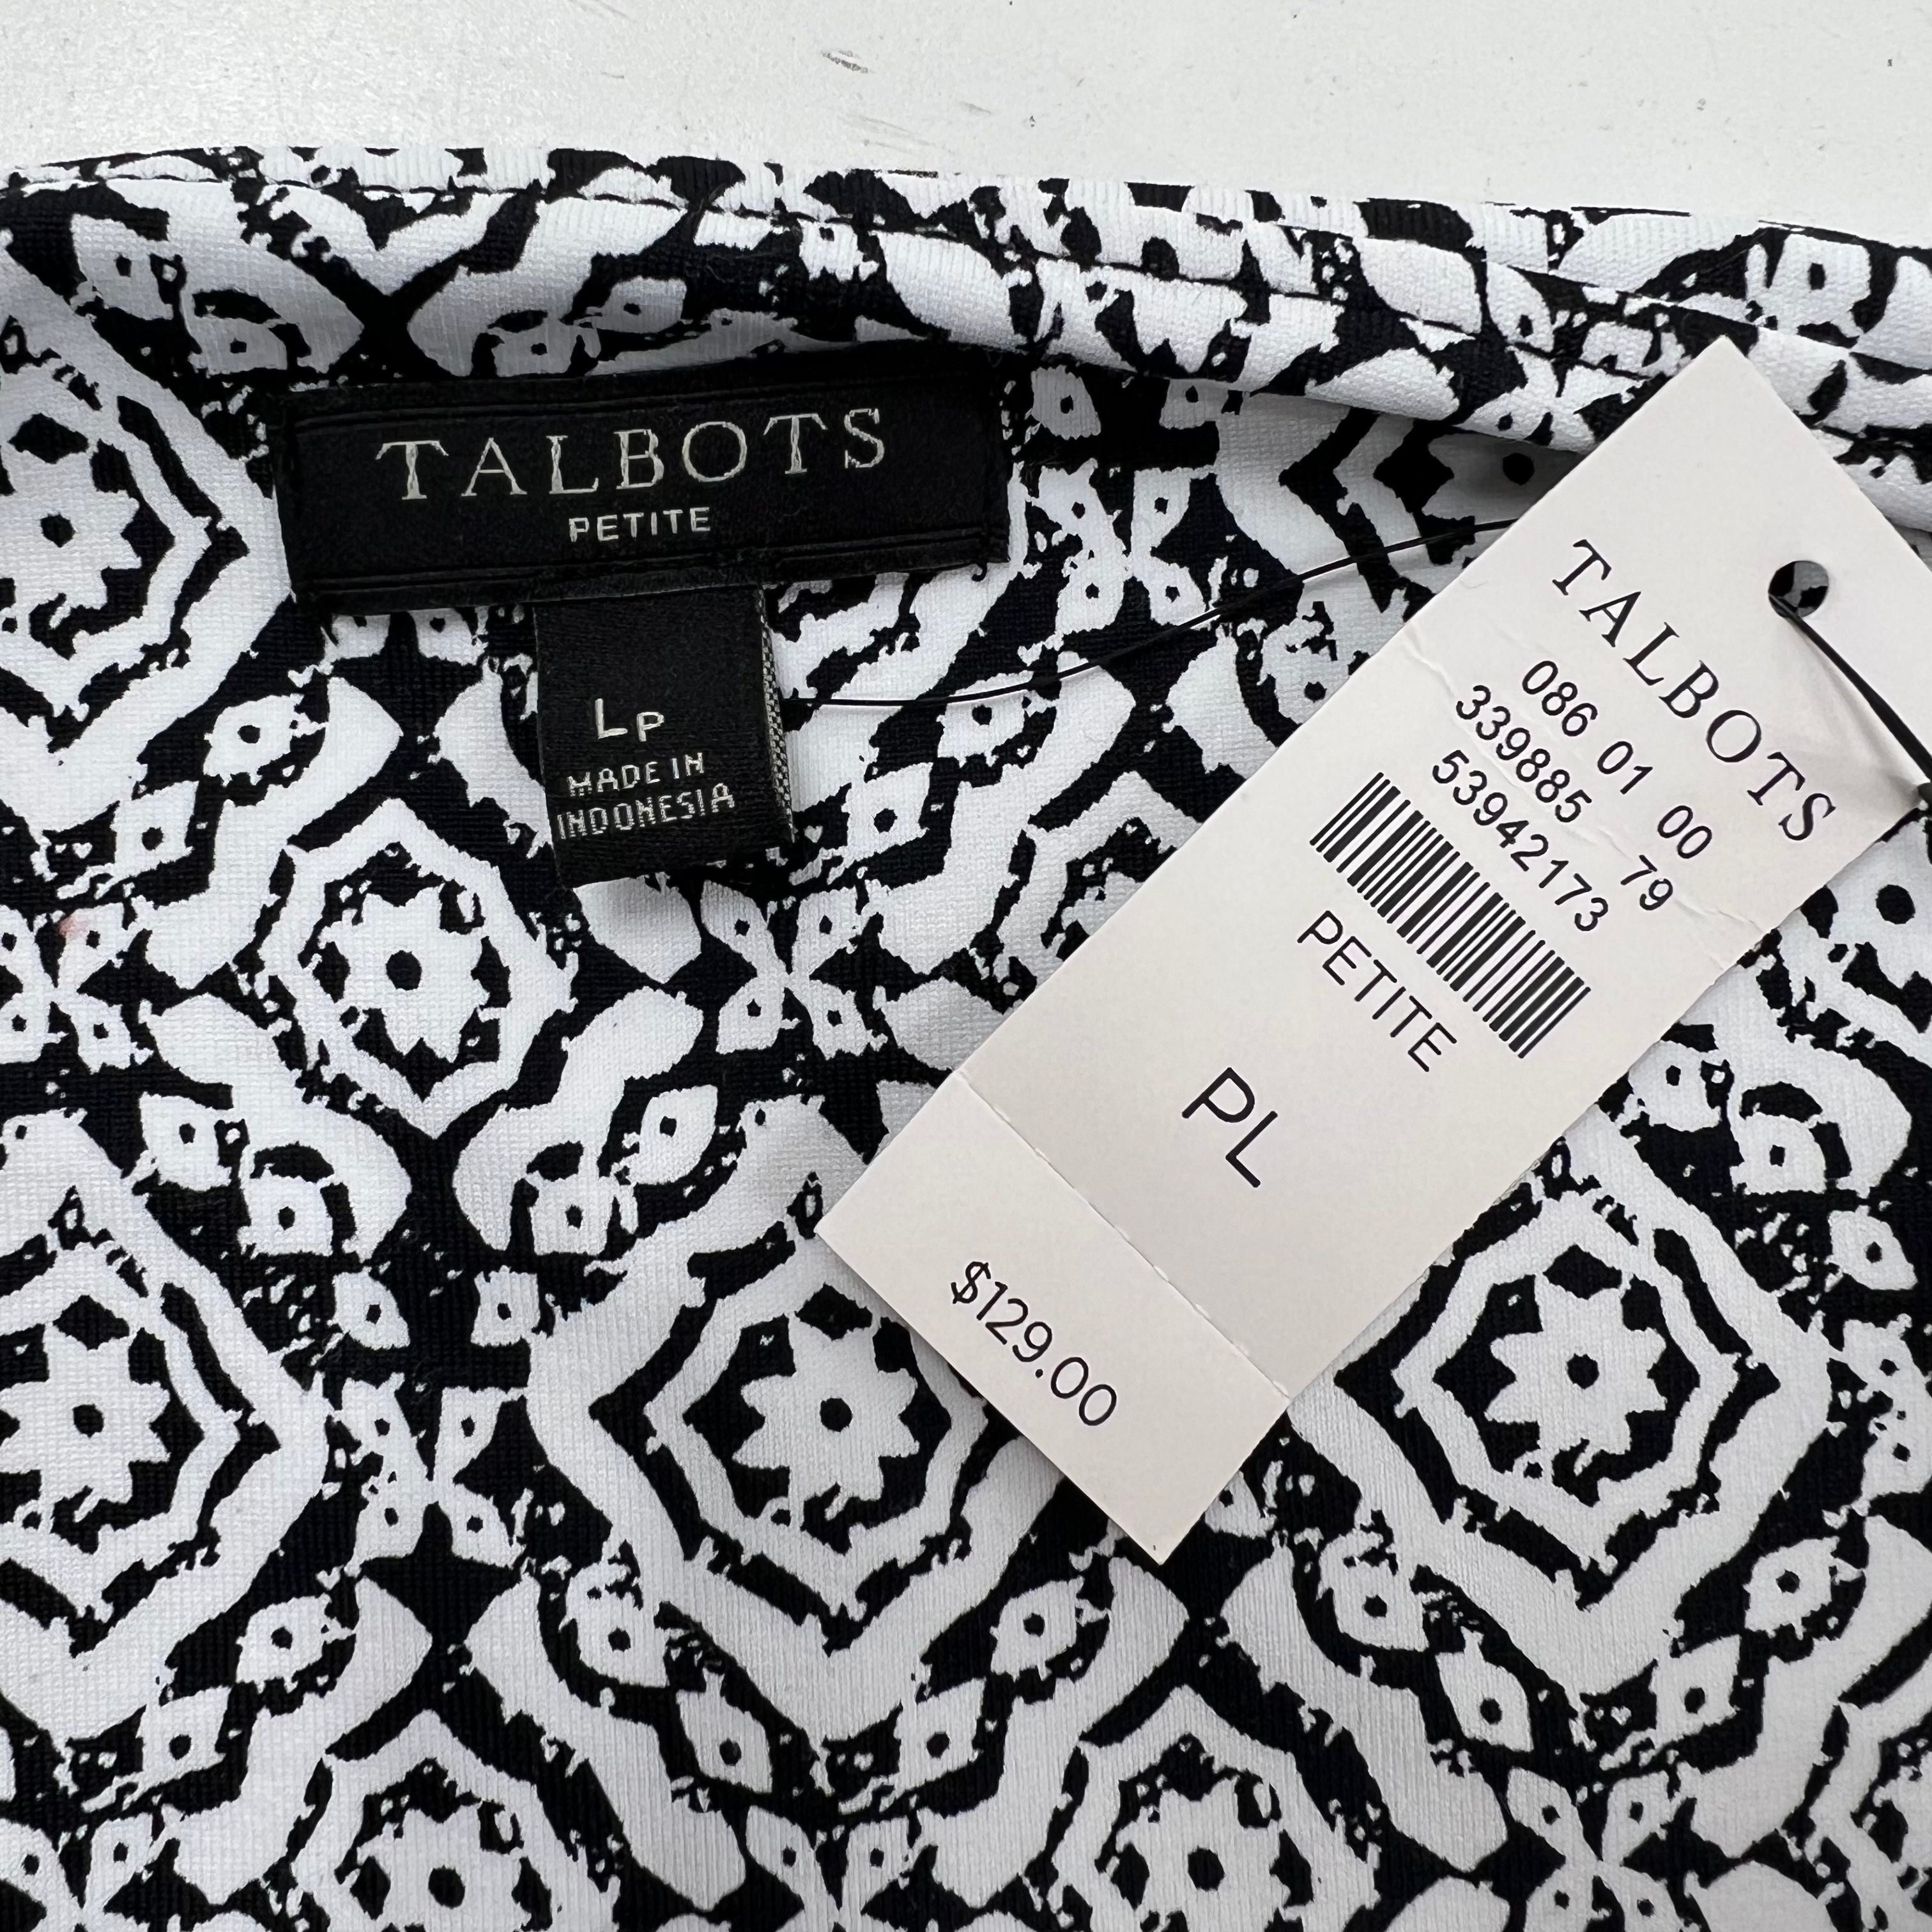 TALBOTS
PETITE
LP
MADE IN
INDONESIA
TALBOTS
086 01 00
339885 79
53942173
PETITE
PL
$129.00